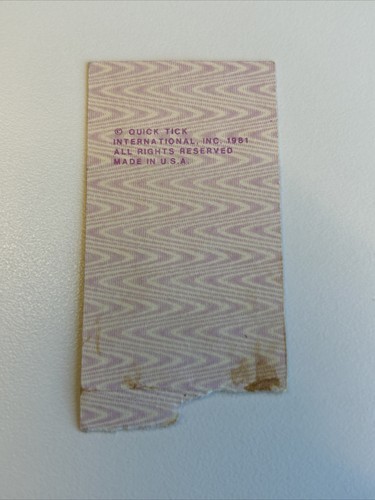 © QUICK TICK
INTERNATIONAL, INC. 1981
ALL RIGHTS RESERVED
MADE IN U.S.A.